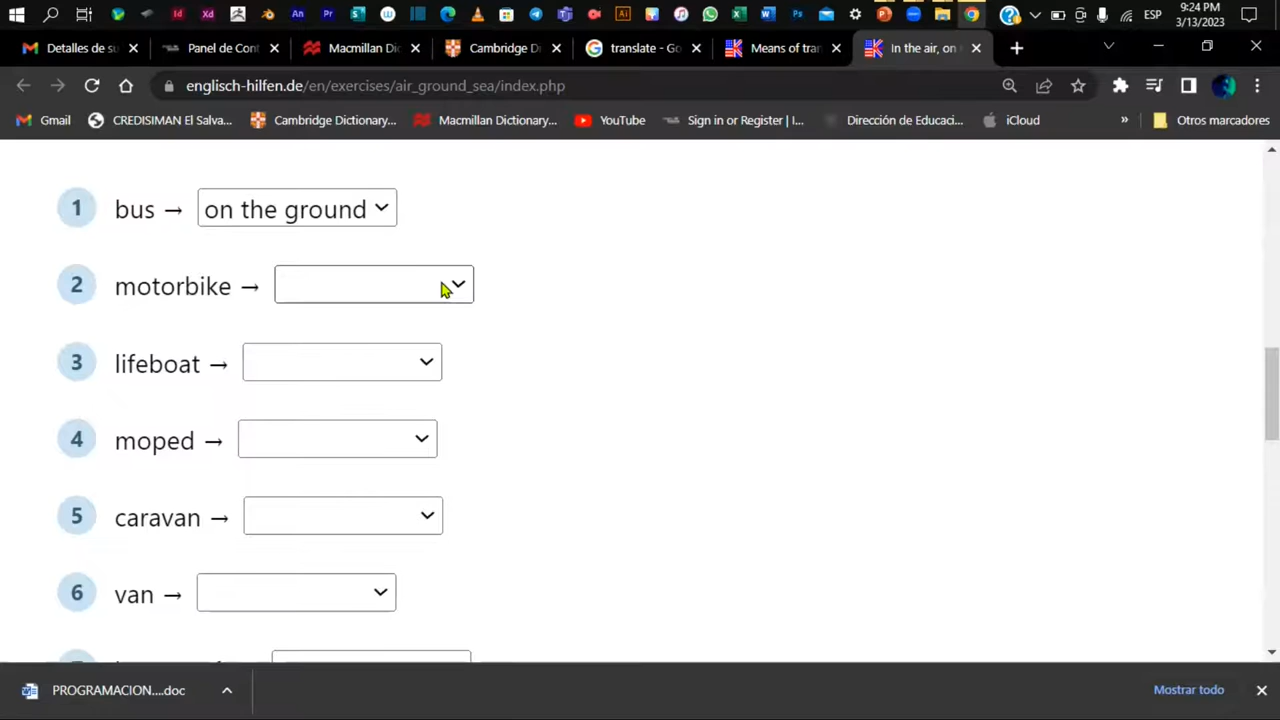 ESP
9:24 PM
3/13/2023
Detalles de su
Panel de Cont
Macmillan Dic
Cambridge Di
translate - Go
Means of tran
In the air, on
englisch-hilfen.de/en/exercises/air_ground_sea/index.php
Gmail
CREDISIMAN El Salva...
Cambridge Dictionary...
Macmillan Dictionary...
YouTube
Sign in or Register | I...
Dirección de Educaci...
iCloud
»
Otros marcadores
1 bus → on the ground
2 motorbike →
3 lifeboat →
4 moped →
5 caravan →
6 van →
PROGRAMACION....doc
Mostrar todo